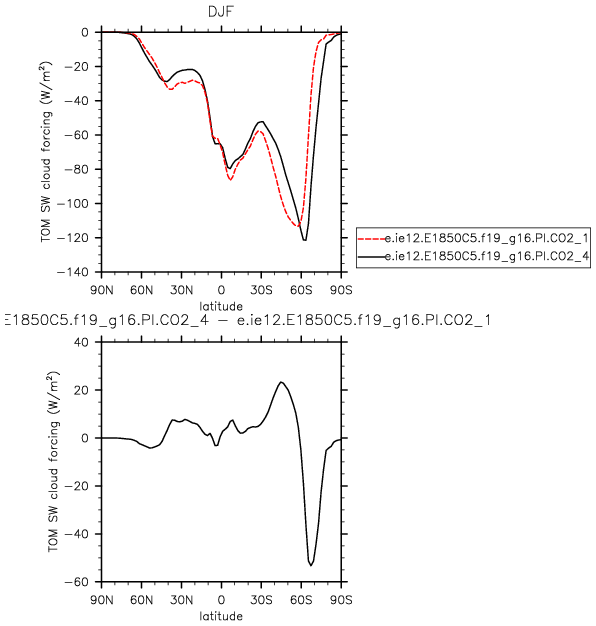 DJF
TOM SW cloud forcing (W/m²)
0
−20
−40
−60
−80
−100
−120
−140
90N 60N 30N 0 30S 60S 90S
latitude
e.ie12.E1850C5.f19_g16.PI.CO2_1
e.ie12.E1850C5.f19_g16.PI.CO2_4
E1850C5.f19_g16.PI.CO2_4 − e.ie12.E1850C5.f19_g16.PI.CO2_1
TOM SW cloud forcing (W/m²)
40
20
0
−20
−40
−60
90N 60N 30N 0 30S 60S 90S
latitude